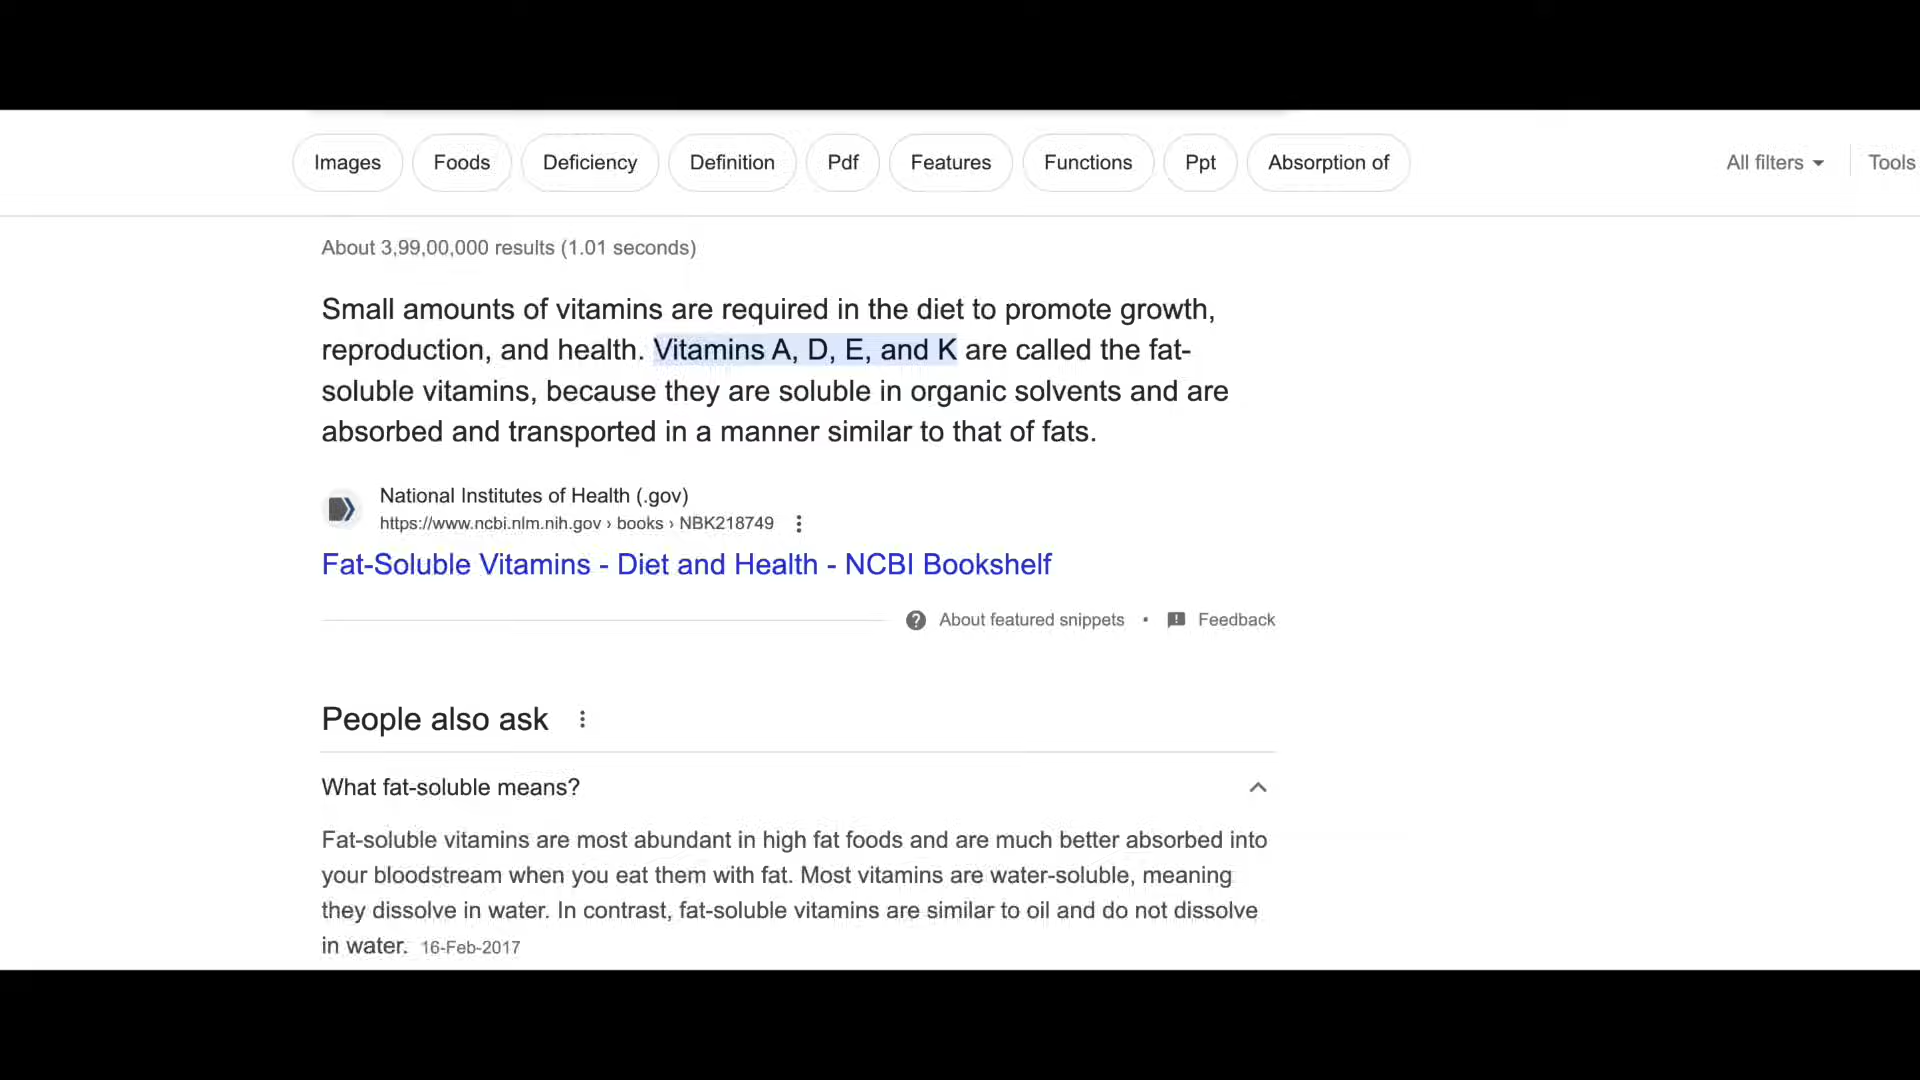 Images Foods Deficiency Definition Pdf Features Functions Ppt Absorption of All filters Tools
About 3,99,00,000 results (1.01 seconds)
Small amounts of vitamins are required in the diet to promote growth,
reproduction, and health. Vitamins A, D, E, and K are called the fat-
soluble vitamins, because they are soluble in organic solvents and are
absorbed and transported in a manner similar to that of fats.
National Institutes of Health (.gov)
https://www.ncbi.nlm.nih.gov › books › NBK218749
Fat-Soluble Vitamins - Diet and Health - NCBI Bookshelf
About featured snippets • Feedback
People also ask
What fat-soluble means?
Fat-soluble vitamins are most abundant in high fat foods and are much better absorbed into
your bloodstream when you eat them with fat. Most vitamins are water-soluble, meaning
they dissolve in water. In contrast, fat-soluble vitamins are similar to oil and do not dissolve
in water. 16-Feb-2017